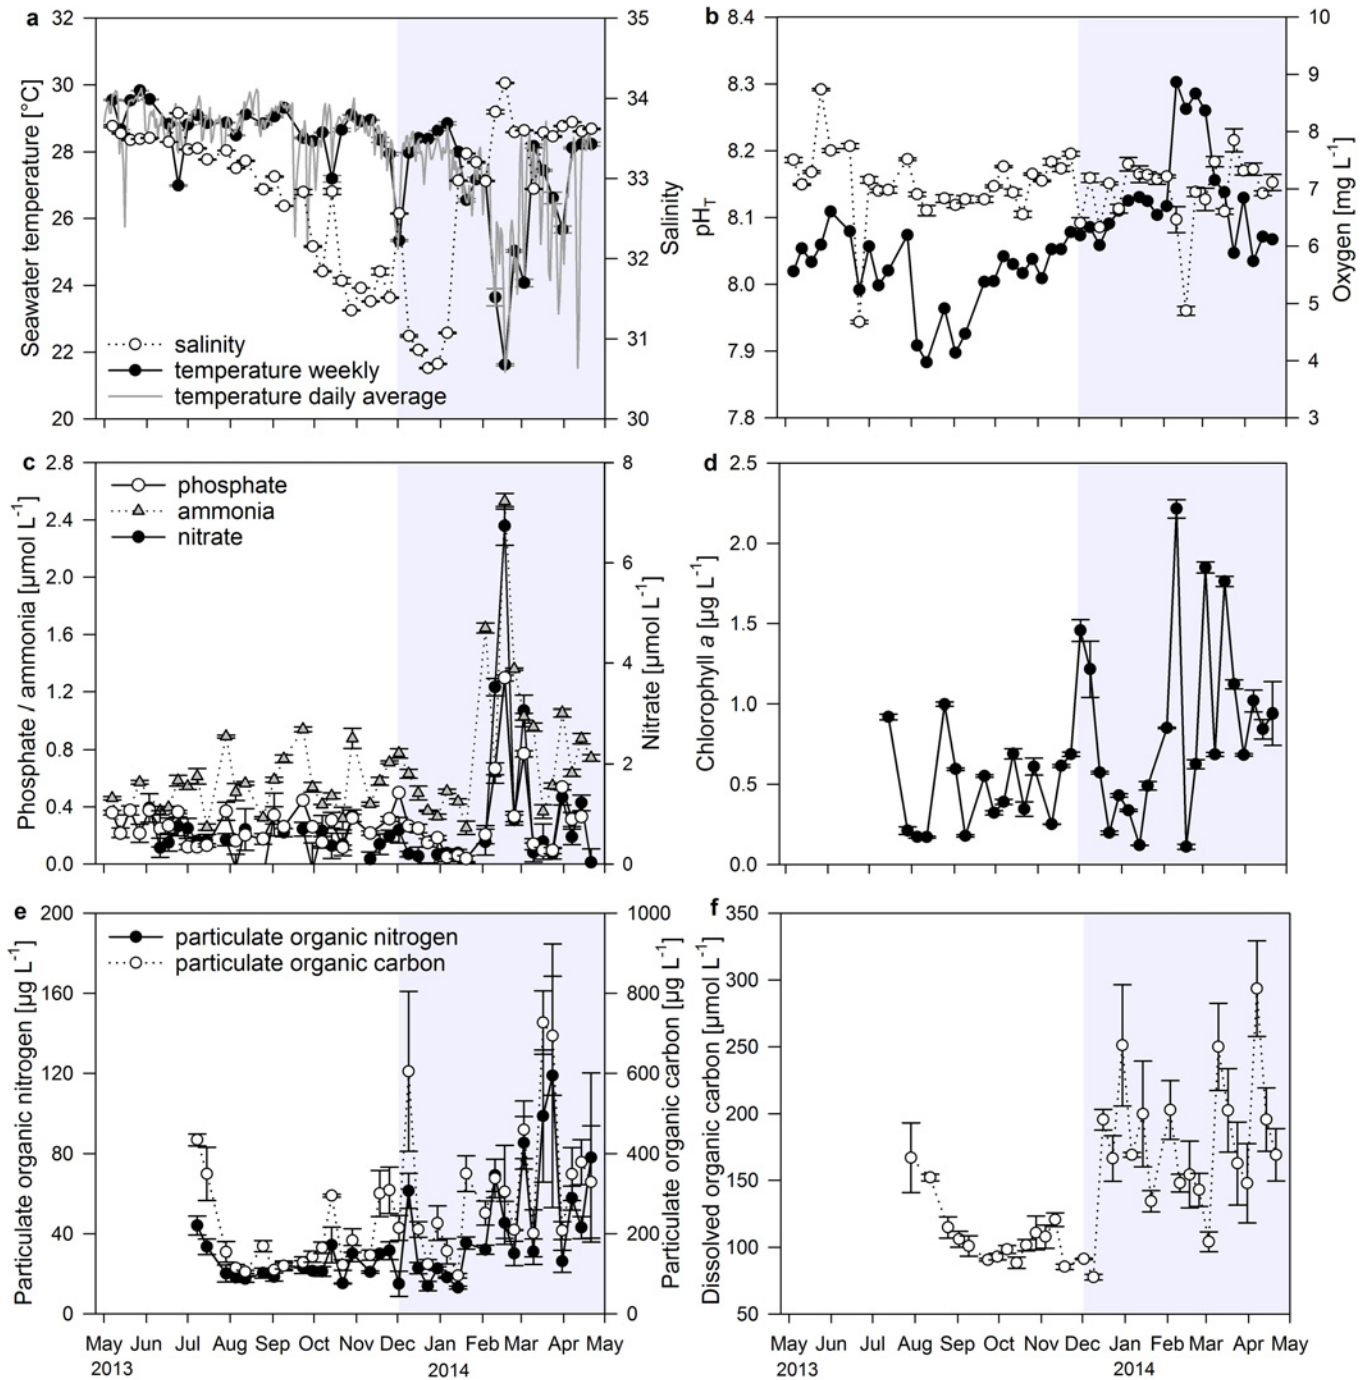 a
32
30
28
26
24
22
20
Seawater temperature [°C]
35
34
33
32
31
30
Salinity
salinity
temperature weekly
temperature daily average
b
8.4
8.3
8.2
8.1
8.0
7.9
7.8
pH_T
10
9
8
7
6
5
4
3
Oxygen [mg L⁻¹]
c
2.8
2.4
2.0
1.6
1.2
0.8
0.4
0.0
Phosphate / ammonia [µmol L⁻¹]
8
6
4
2
0
Nitrate [µmol L⁻¹]
phosphate
ammonia
nitrate
d
2.5
2.0
1.5
1.0
0.5
0.0
Chlorophyll a [µg L⁻¹]
e
200
160
120
80
40
0
Particulate organic nitrogen [µg L⁻¹]
1000
800
600
400
200
0
Particulate organic carbon [µg L⁻¹]
particulate organic nitrogen
particulate organic carbon
May Jun Jul Aug Sep Oct Nov Dec Jan Feb Mar Apr May
2013 2014
f
350
300
250
200
150
100
50
Dissolved organic carbon [µmol L⁻¹]
May Jun Jul Aug Sep Oct Nov Dec Jan Feb Mar Apr May
2013 2014